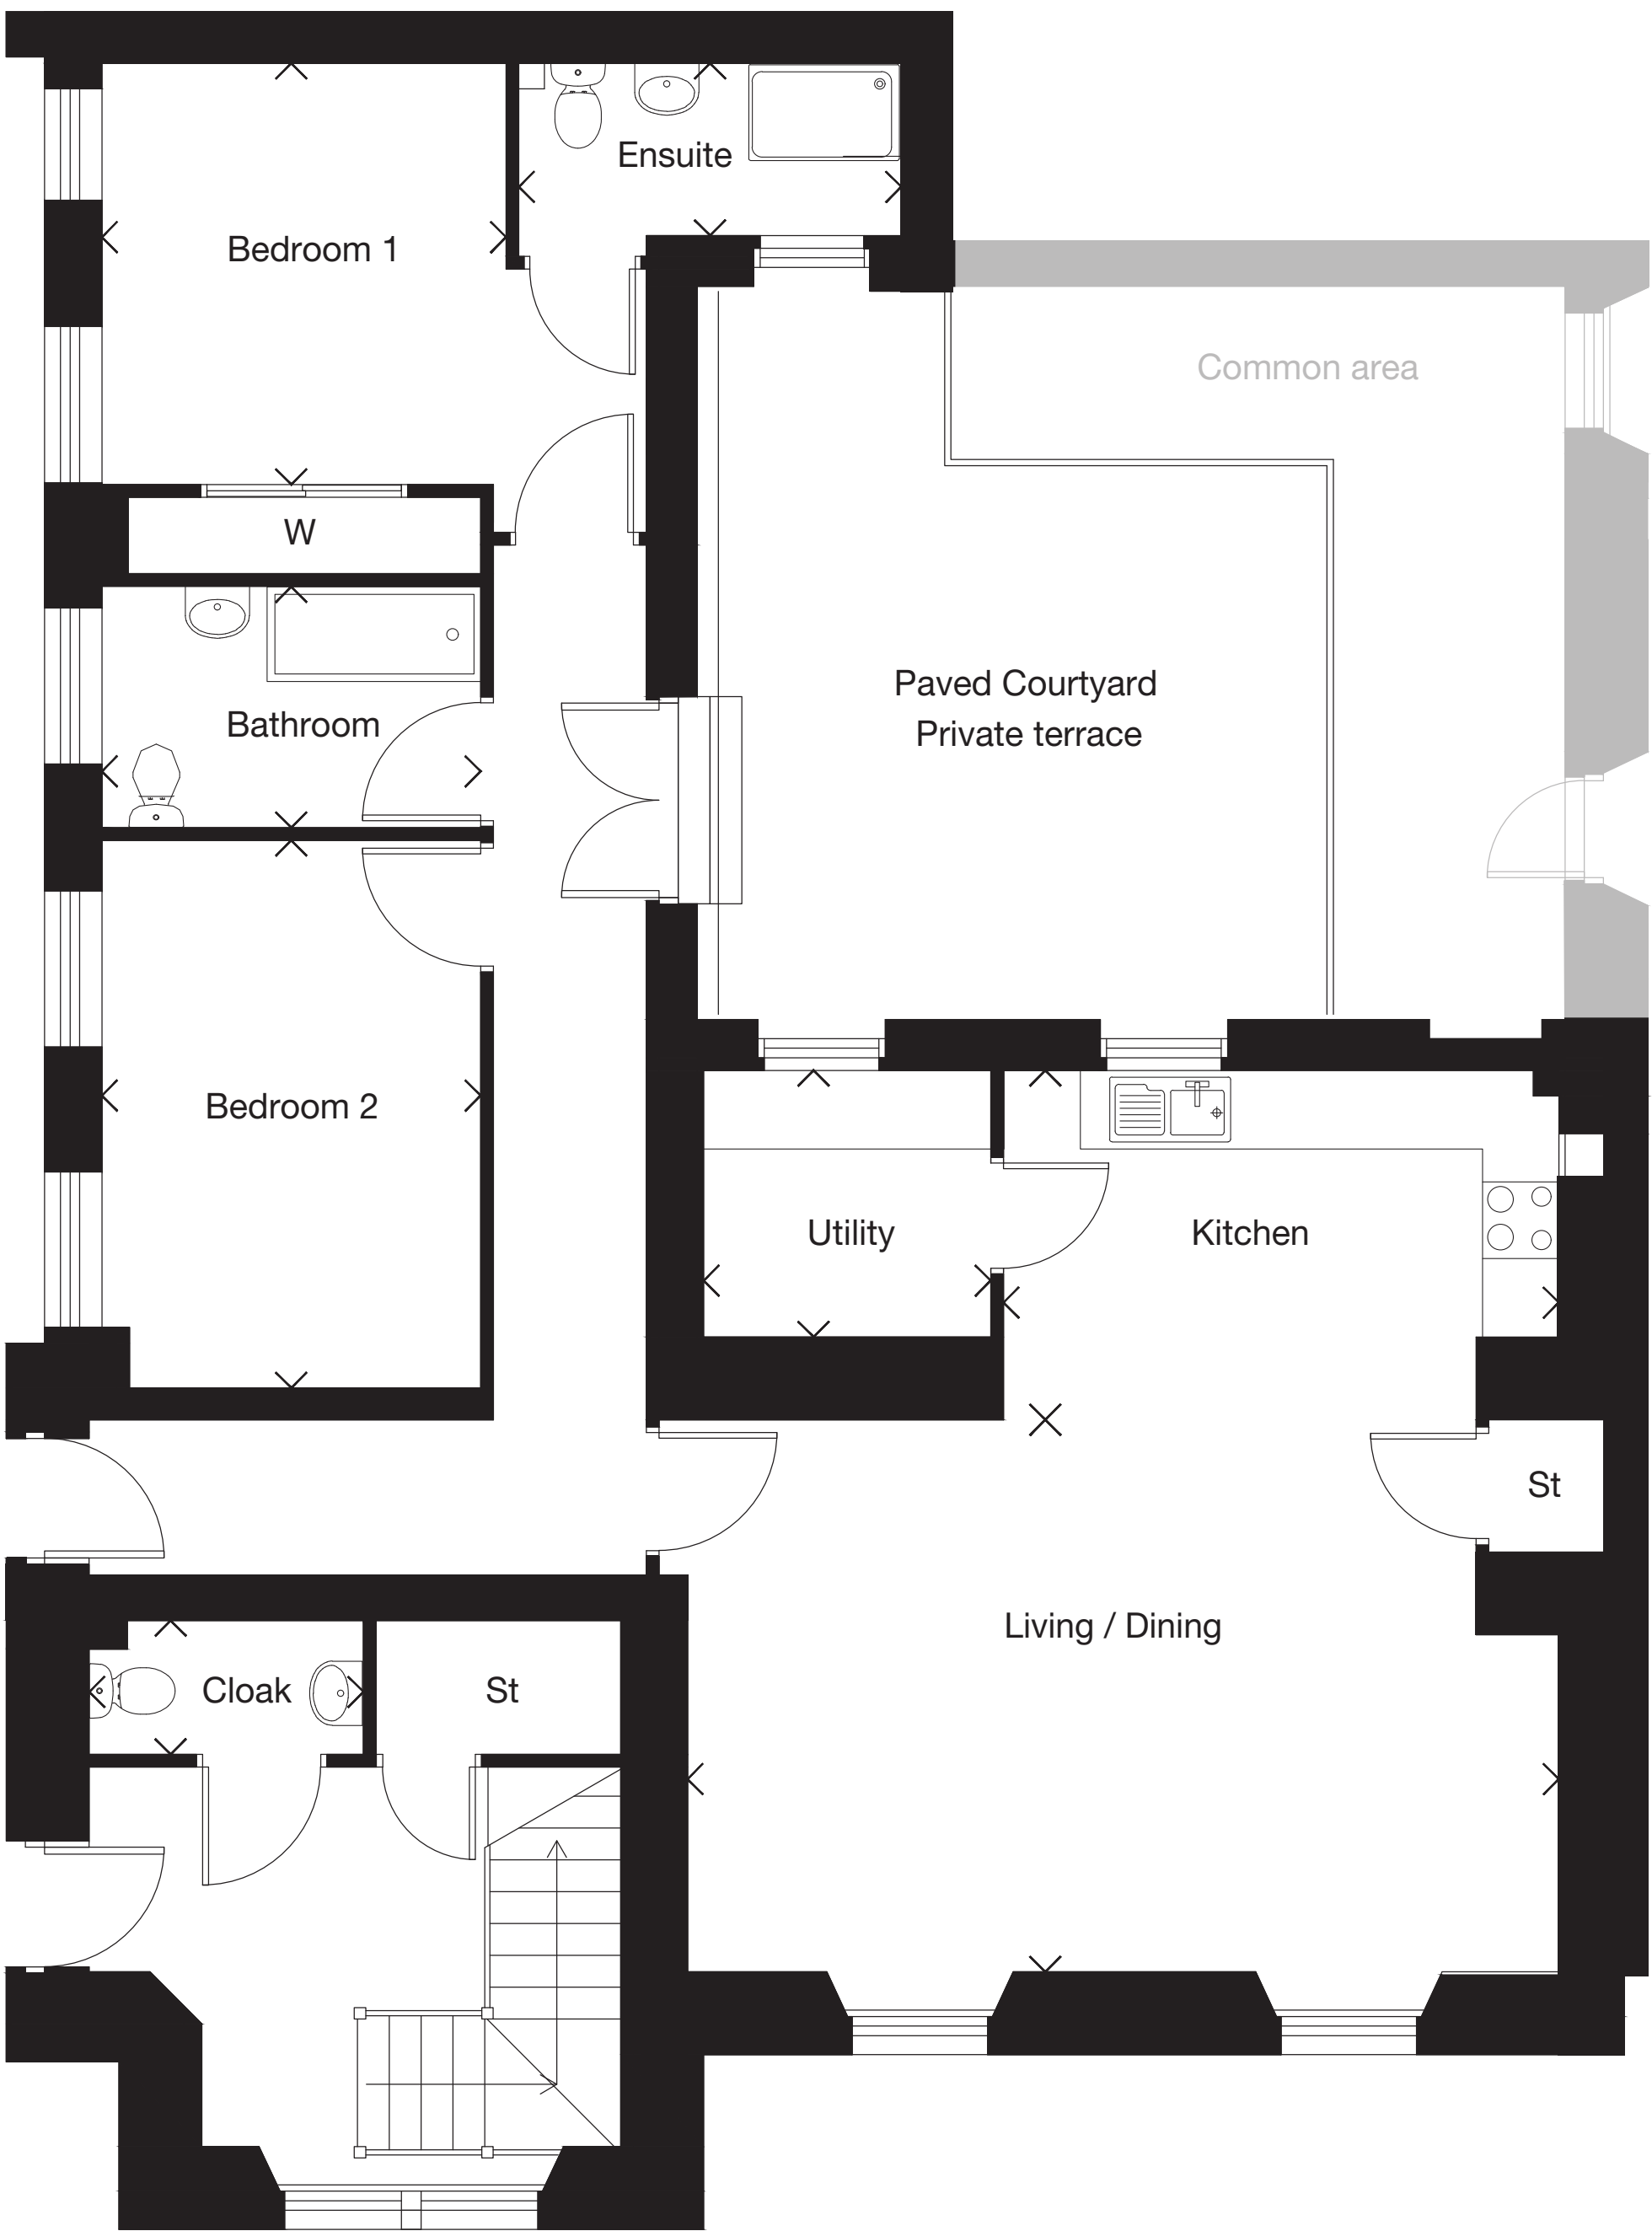 Ensuite
Bedroom 1
Common area
W
Paved Courtyard
Private terrace
Bathroom
Bedroom 2
Utility
Kitchen
St
Living / Dining
Cloak
St